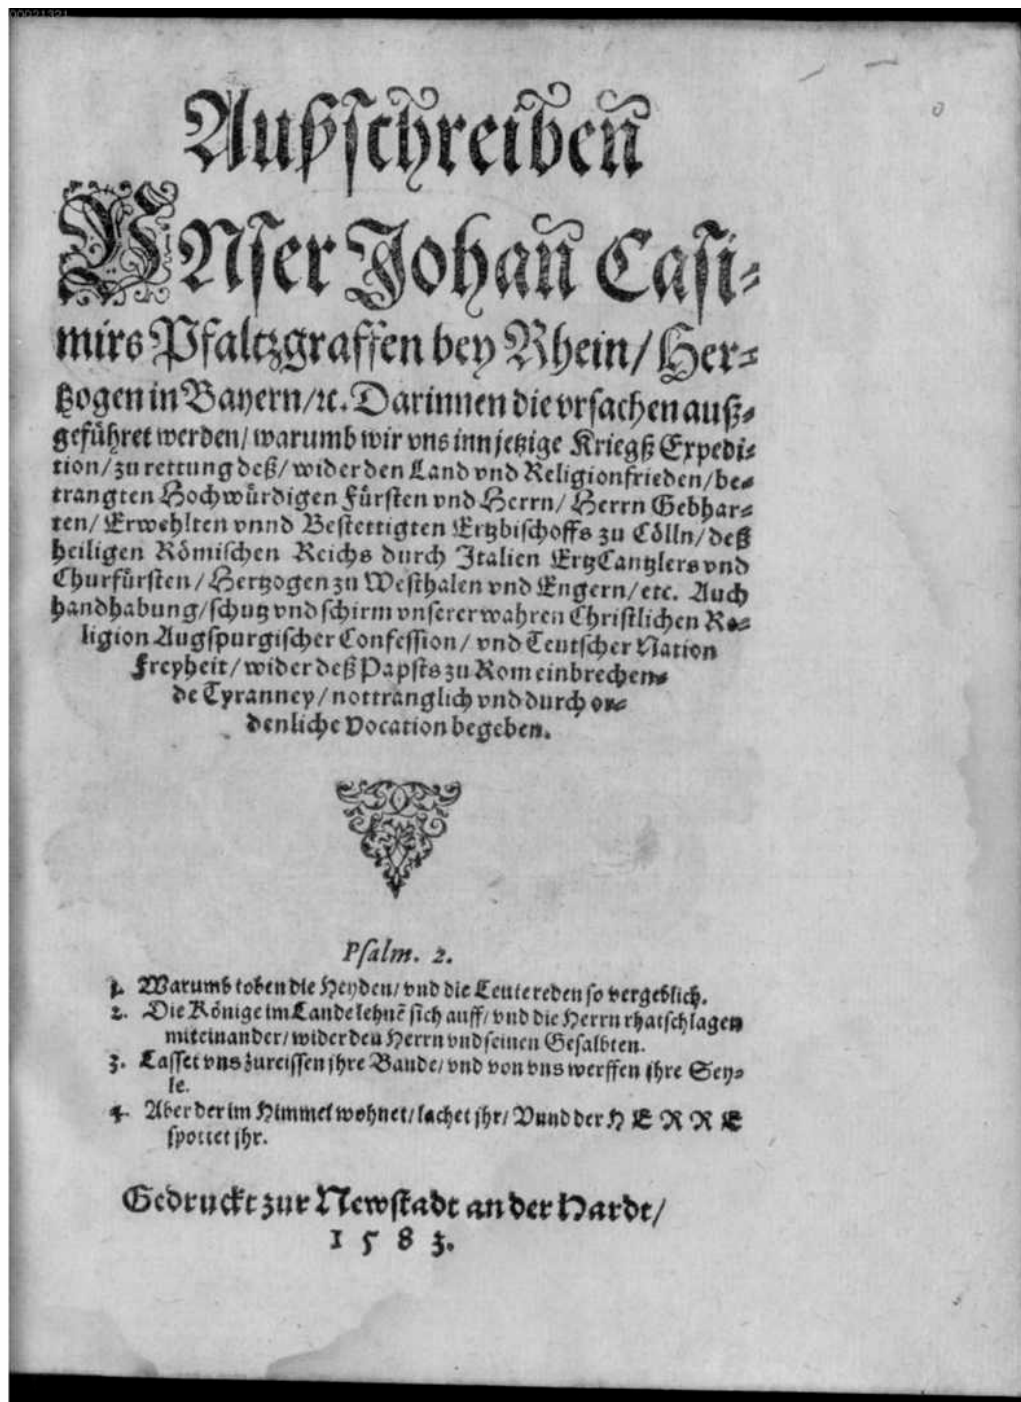 00021321
Außschreiben̄
VNser Johan̄ Casi-
mirs Pfaltzgraffen bey Rhein/ Her-
tzogen in Bayern/ ꝛc. Darinnen die vrsachen auß-
geführet werden/ warumb wir vns inn jetzige Kriegß Expedi-
tion/ zu rettung deß/ wider den Land vnd Religionfrieden/ be-
trangten Hochwürdigen Fürsten vnd Herrn/ Herrn Gebhar-
ten/ Erwehlten vnnd Bestettigten Ertzbischoffs zu Cölln/ deß
heiligen Römischen Reichs durch Italien ErtzCantzlers vnd
Churfürsten/ Hertzogen zu Westhalen vnd Engern/ etc. Auch
handhabung/ schutz vnd schirm vnserer wahren Christlichen Re-
ligion Augspurgischer Confession/ vnd Teutscher Nation
Freyheit/ wider deß Papsts zu Rom einbrechen-
de Tyranney/ nottranglich vnd durch or-
denliche Vocation begeben.
Psalm. 2.
1. Warumb toben die Heyden/ vnd die Leute reden so vergeblich.
2. Die Könige im Lande lehnē sich auff/ vnd die Herrn rhatschlagen
miteinander/ wider den Herrn vnd seinen Gesalbten.
3. Lasset vns zureissen jhre Bande/ vnd von vns werffen jhre Sey-
le.
4. Aber der im Himmel wohnet/ lachet jhr/ Vnnd der HERRE
spottet jhr.
Gedruckt zur Newstadt an der Hardt/
1583.